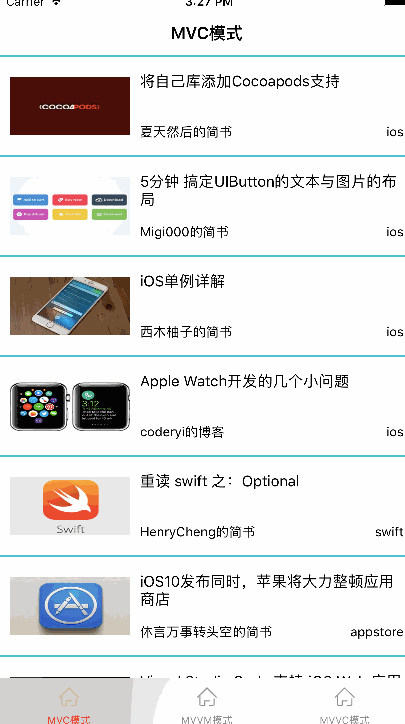 Carrier
3:27 PM
MVC模式
将自己库添加Cocoapods支持
{COCOAPODS}
夏天然后的简书
ios
5分钟 搞定UIButton的文本与图片的布
局
Migi000的简书
ios
iOS单例详解
西木柚子的简书
ios
Apple Watch开发的几个小问题
3:12
coderyi的博客
ios
重读 swift 之：Optional
Swift
HenryCheng的简书
swift
iOS10发布同时，苹果将大力整顿应用
商店
体言万事转头空的简书
appstore
MVC模式
MVVM模式
MVVC模式